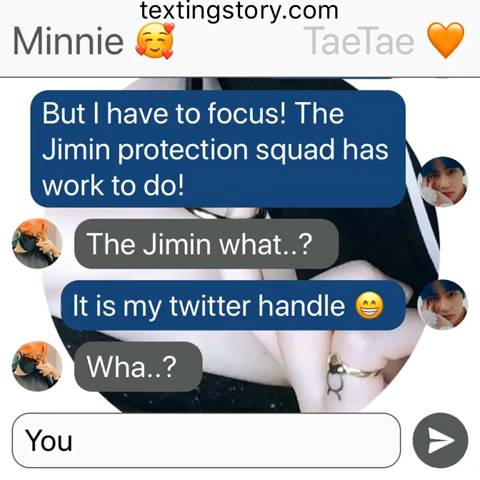 textingstory.com
Minnie 🥰 TaeTae 🧡
But I have to focus! The
Jimin protection squad has
work to do!
The Jimin what..?
It is my twitter handle 😁
Wha..?
You